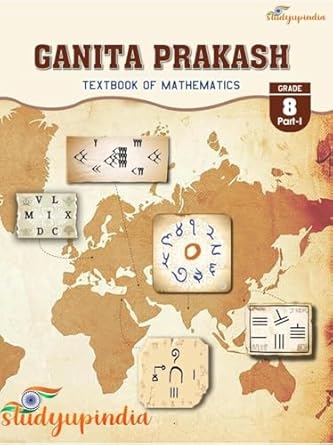 studyupindia
GANITA PRAKASH
TEXTBOOK OF MATHEMATICS
GRADE
8
Part-I
V L
M I X
D C
studyupindia